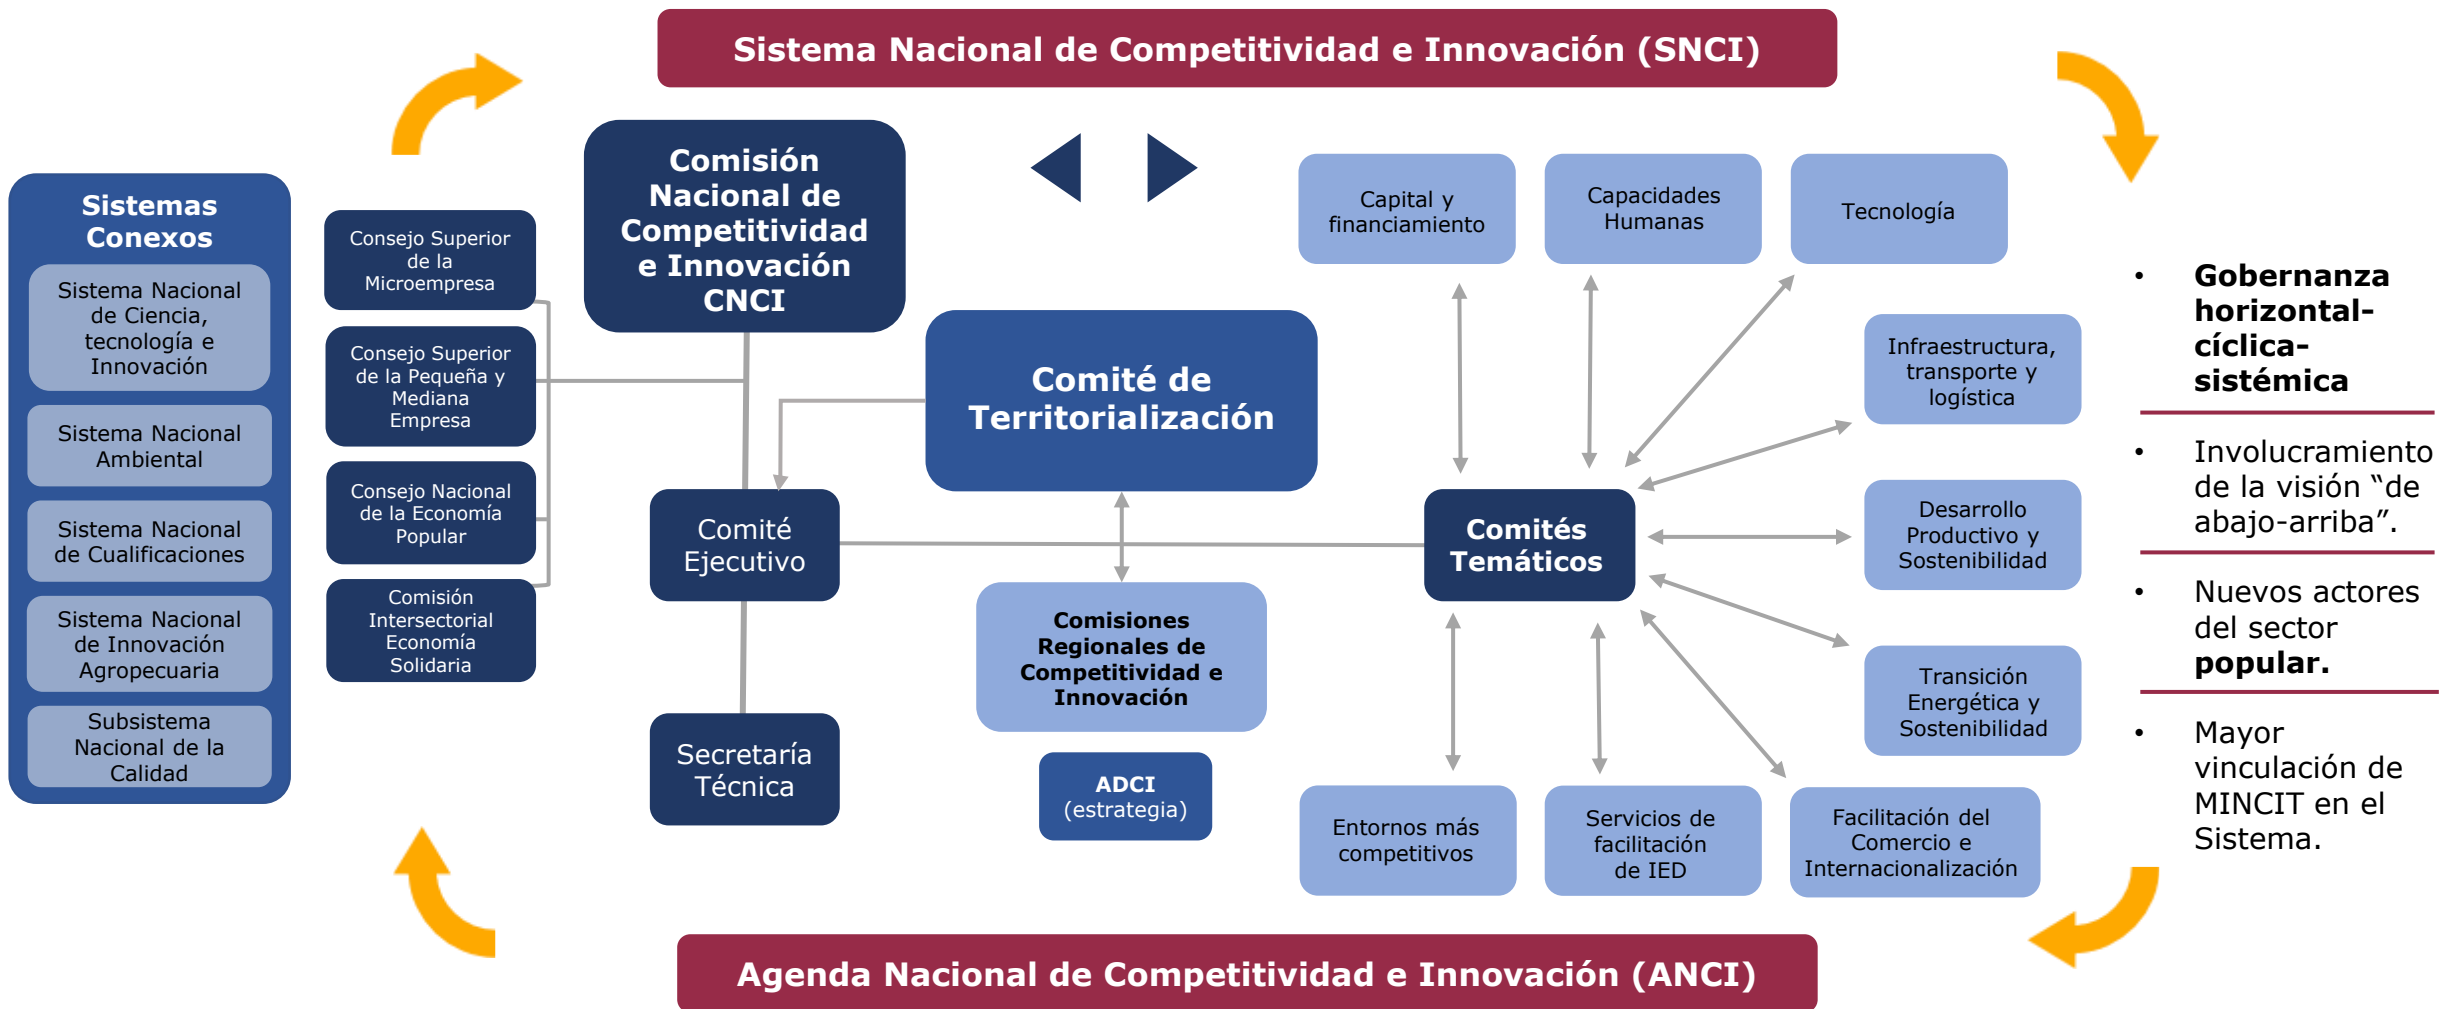 Sistema Nacional de Competitividad e Innovación (SNCI)
Sistemas
Conexos
Sistema Nacional
de Ciencia,
tecnología e
Innovación
Sistema Nacional
Ambiental
Sistema Nacional
de Cualificaciones
Sistema Nacional
de Innovación
Agropecuaria
Subsistema
Nacional de la
Calidad
Consejo Superior
de la
Microempresa
Consejo Superior
de la Pequeña y
Mediana
Empresa
Consejo Nacional
de la Economía
Popular
Comisión
Intersectorial
Economía
Solidaria
Comisión
Nacional de
Competitividad
e Innovación
CNCI
Comité de
Territorialización
Comité
Ejecutivo
Secretaría
Técnica
Comisiones
Regionales de
Competitividad e
Innovación
ADCI
(estrategia)
Comités
Temáticos
Capital y
financiamiento
Capacidades
Humanas
Tecnología
Infraestructura,
transporte y
logística
Desarrollo
Productivo y
Sostenibilidad
Transición
Energética y
Sostenibilidad
Entornos más
competitivos
Servicios de
facilitación
de IED
Facilitación del
Comercio e
Internacionalización
• Gobernanza
horizontal-
cíclica-
sistémica
• Involucramiento
de la visión “de
abajo-arriba”.
• Nuevos actores
del sector
popular.
• Mayor
vinculación de
MINCIT en el
Sistema.
Agenda Nacional de Competitividad e Innovación (ANCI)